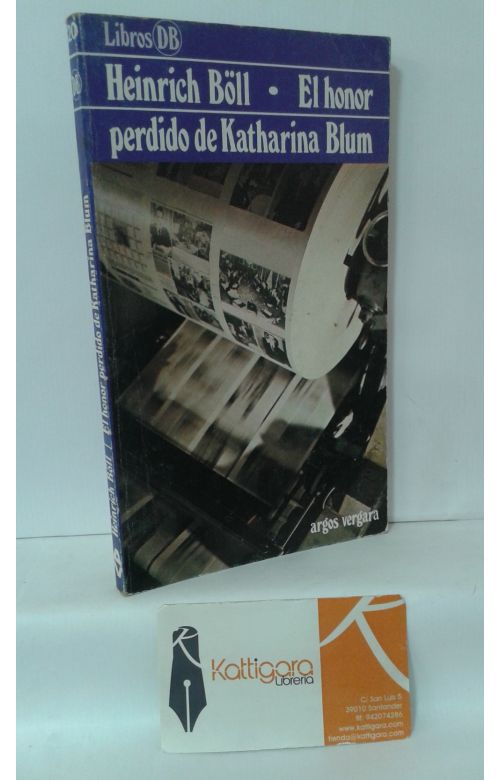 Libros DB
Heinrich Böll • El honor
perdido de Katharina Blum
argos vergara
Heinrich Böll / El honor perdido de Katharina Blum
Kattigara
Librería
C/ San Luis 5
39010 Santander
tlf: 942074286
www.kattigara.com
tienda@kattigara.com